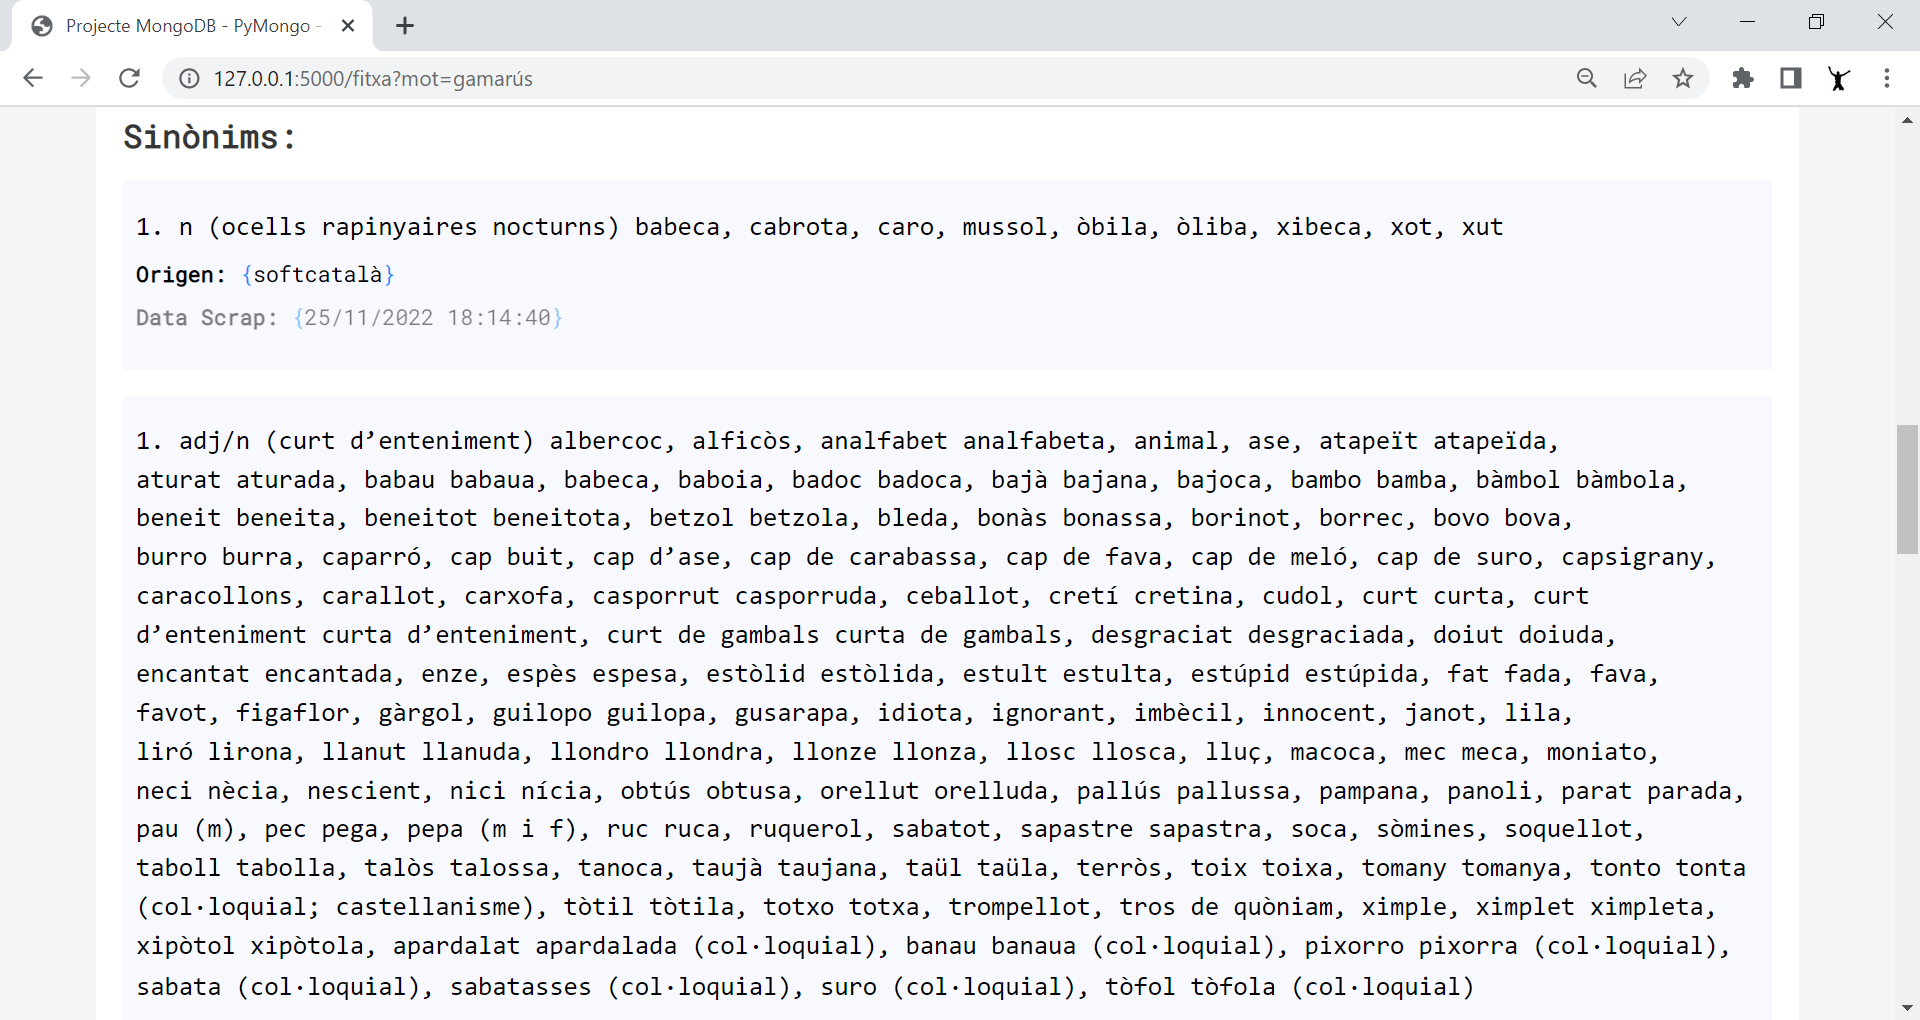 Projecte MongoDB - PyMongo -
127.0.0.1:5000/fitxa?mot=gamarús
Sinònims:
1. n (ocells rapinyaires nocturns) babeca, cabrota, caro, mussol, òbila, òliba, xibeca, xot, xut
Origen: {softcatalà}
Data Scrap: {25/11/2022 18:14:40}
1. adj/n (curt d’enteniment) albercoc, alficòs, analfabet analfabeta, animal, ase, atapeït atapeïda,
aturat aturada, babau babaua, babeca, baboia, badoc badoca, bajà bajana, bajoca, bambo bamba, bàmbol bàmbola,
beneit beneita, beneitot beneitota, betzol betzola, bleda, bonàs bonassa, borinot, borrec, bovo bova,
burro burra, caparró, cap buit, cap d’ase, cap de carabassa, cap de fava, cap de meló, cap de suro, capsigrany,
caracollons, carallot, carxofa, casporrut casporruda, ceballot, cretí cretina, cudol, curt curta, curt
d’enteniment curta d’enteniment, curt de gambals curta de gambals, desgraciat desgraciada, doiut doiuda,
encantat encantada, enze, espès espesa, estòlid estòlida, estult estulta, estúpid estúpida, fat fada, fava,
favot, figaflor, gàrgol, guilopo guilopa, gusarapa, idiota, ignorant, imbècil, innocent, janot, lila,
liró lirona, llanut llanuda, llondro llondra, llonze llonza, llosc llosca, lluç, macoca, mec meca, moniato,
neci nècia, nescient, nici nícia, obtús obtusa, orellut orelluda, pallús pallussa, pampana, panoli, parat parada,
pau (m), pec pega, pepa (m i f), ruc ruca, ruquerol, sabatot, sapastre sapastra, soca, sòmines, soquellot,
taboll tabolla, talòs talossa, tanoca, taujà taujana, taül taüla, terròs, toix toixa, tomany tomanya, tonto tonta
(col·loquial; castellanisme), tòtil tòtila, totxo totxa, trompellot, tros de quòniam, ximple, ximplet ximpleta,
xipòtol xipòtola, apardalat apardalada (col·loquial), banau banaua (col·loquial), pixorro pixorra (col·loquial),
sabata (col·loquial), sabatasses (col·loquial), suro (col·loquial), tòfol tòfola (col·loquial)